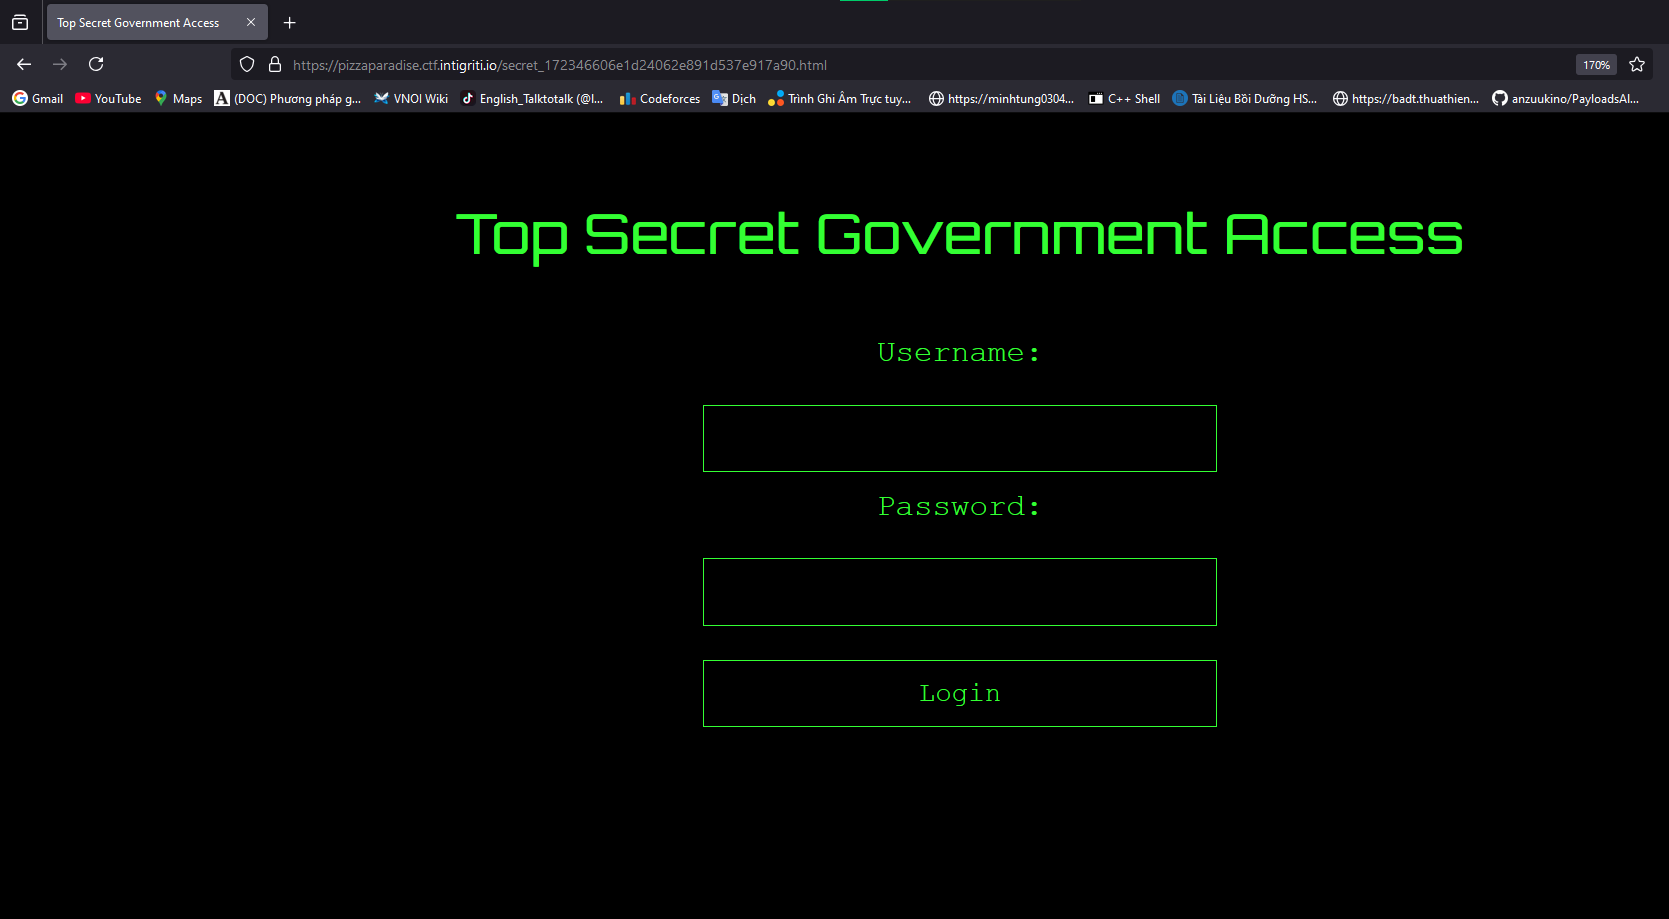 Top Secret Government Access
https://pizzaparadise.ctf.intigriti.io/secret_172346606e1d24062e891d537e917a90.html 170%
Gmail YouTube Maps (DOC) Phương pháp g... VNOI Wiki English_Talktotalk (@l... Codeforces Dịch Trình Ghi Âm Trực tuy... https://minhtung0304... C++ Shell Tài Liệu Bồi Dưỡng HS... https://badt.thuathien... anzuukino/PayloadsAl...
Top Secret Government Access
Username:
Password:
Login